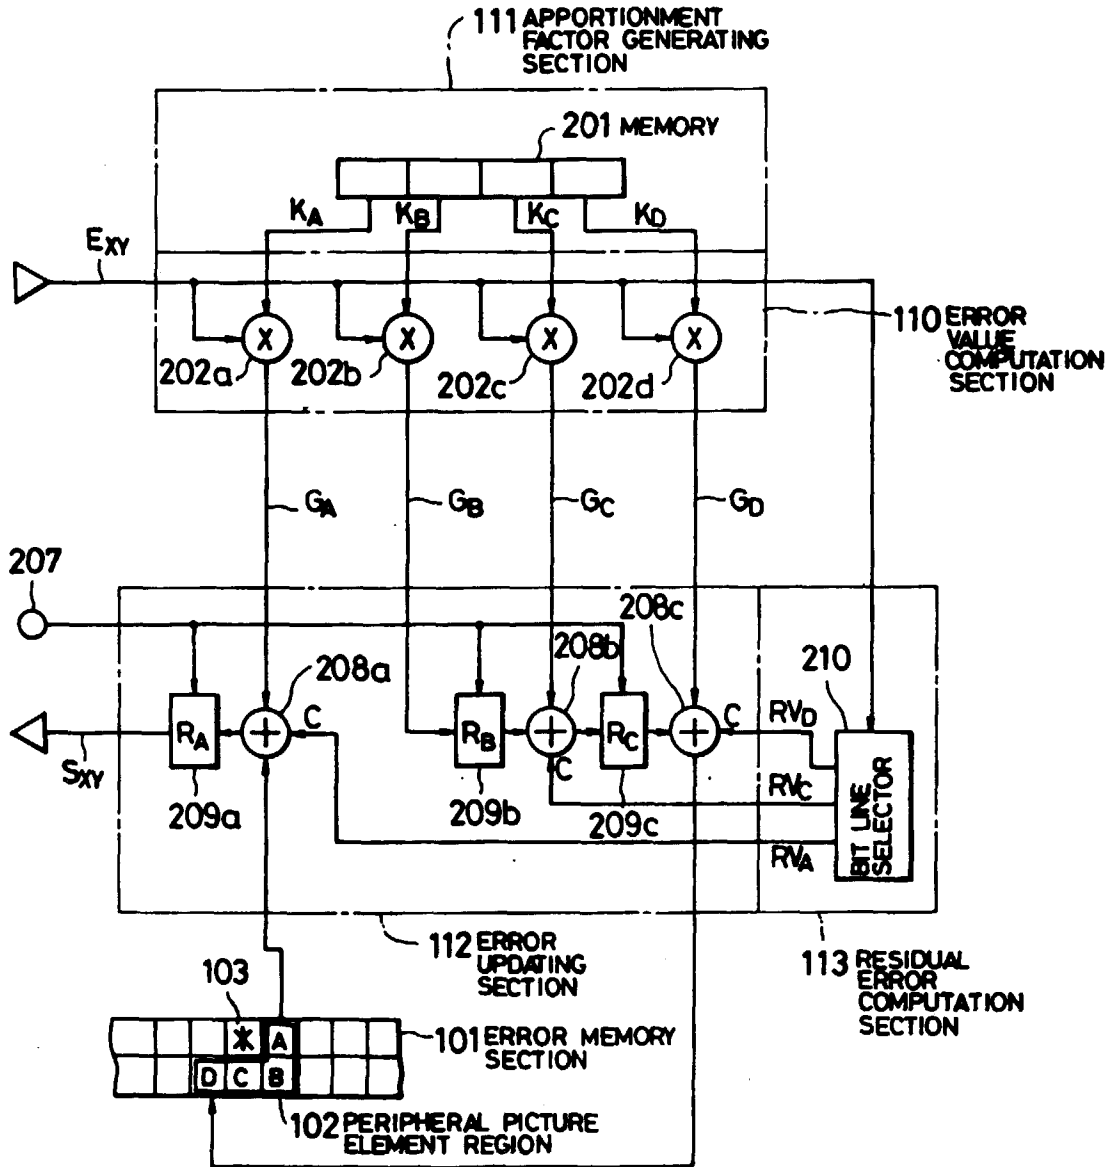 111 APPORTIONMENT
FACTOR GENERATING
SECTION
201 MEMORY
KA KB KC KD
EXY
X X X X
202a 202b 202c 202d
110 ERROR
VALUE
COMPUTATION
SECTION
GA GB GC GD
207
208a 208b 208c 210
RA + C RB + C RC + C RVD
SXY
209a 209b 209c
RVC
RVA
BIT LINE
SELECTOR
112 ERROR
UPDATING
SECTION
113 RESIDUAL
ERROR
COMPUTATION
SECTION
103
* A
D C B
101 ERROR MEMORY
SECTION
102 PERIPHERAL PICTURE
ELEMENT REGION